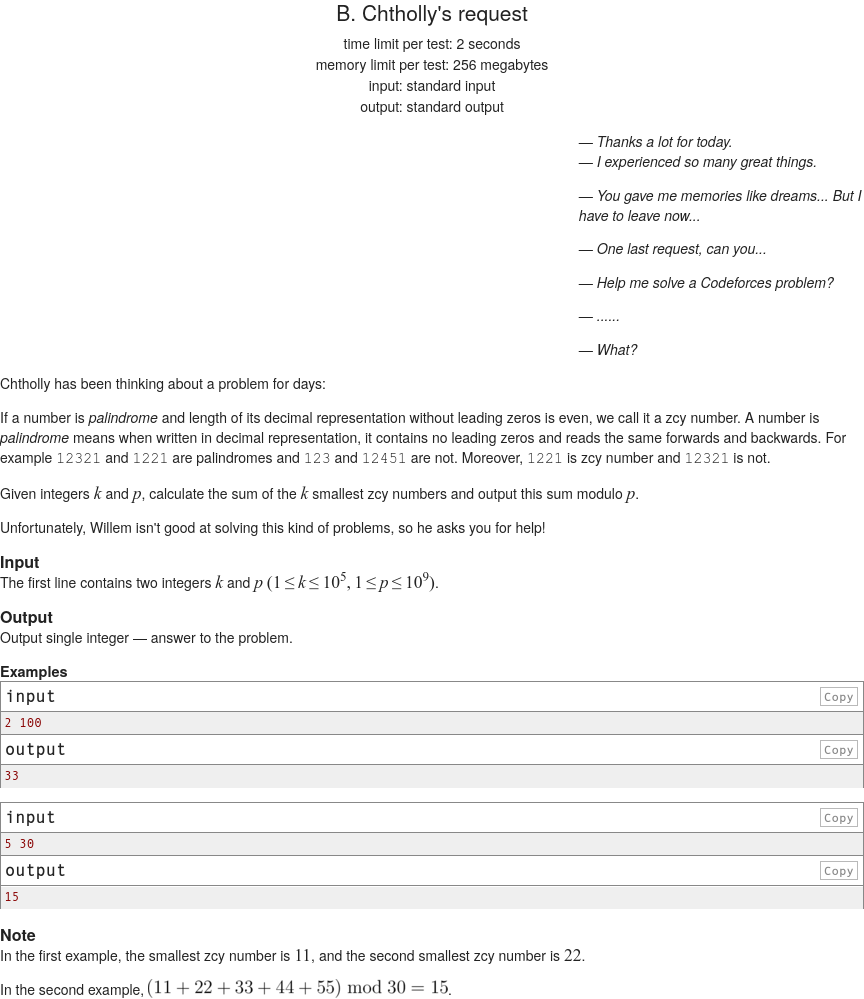 B. Chtholly's request
time limit per test: 2 seconds
memory limit per test: 256 megabytes
input: standard input
output: standard output
— Thanks a lot for today.
— I experienced so many great things.
— You gave me memories like dreams... But I
have to leave now...
— One last request, can you...
— Help me solve a Codeforces problem?
— ......
— What?
Chtholly has been thinking about a problem for days:
If a number is palindrome and length of its decimal representation without leading zeros is even, we call it a zcy number. A number is
palindrome means when written in decimal representation, it contains no leading zeros and reads the same forwards and backwards. For
example 12321 and 1221 are palindromes and 123 and 12451 are not. Moreover, 1221 is zcy number and 12321 is not.
Given integers k and p, calculate the sum of the k smallest zcy numbers and output this sum modulo p.
Unfortunately, Willem isn't good at solving this kind of problems, so he asks you for help!
Input
The first line contains two integers k and p (1 ≤ k ≤ 10⁵, 1 ≤ p ≤ 10⁹).
Output
Output single integer — answer to the problem.
Examples
input Copy
2 100
output Copy
33
input Copy
5 30
output Copy
15
Note
In the first example, the smallest zcy number is 11, and the second smallest zcy number is 22.
In the second example, (11 + 22 + 33 + 44 + 55) mod 30 = 15.